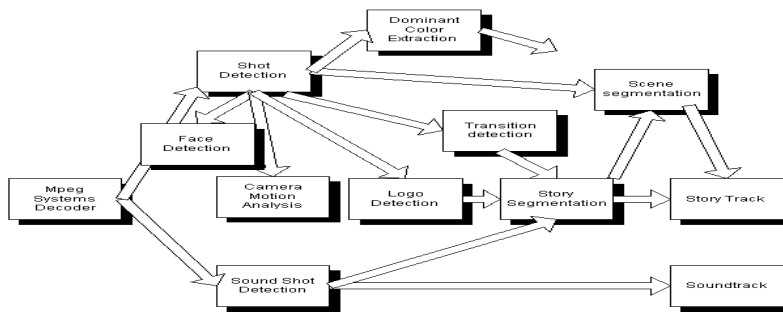 Dominant
Color
Extraction
Shot
Detection
Scene
segmentation
Face
Detection
Transition
detection
Mpeg
Systems
Decoder
Camera
Motion
Analysis
Logo
Detection
Story
Segmentation
Story Track
Sound Shot
Detection
Soundtrack